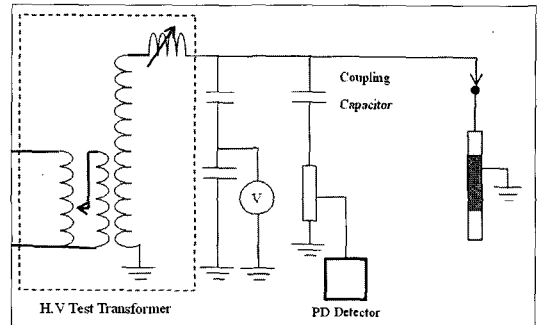 Coupling
Capacitor
V
H.V Test Transformer
PD Detector